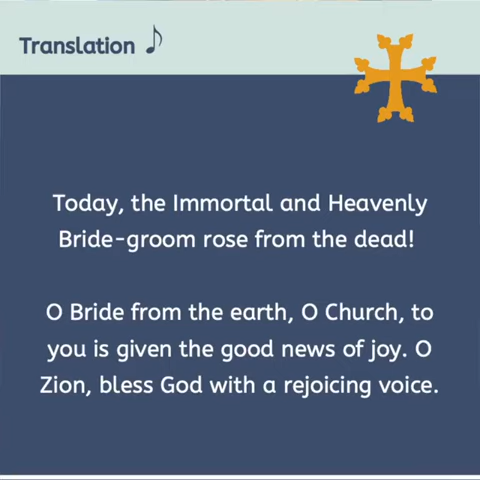 Translation
Today, the Immortal and Heavenly
Bride-groom rose from the dead!
O Bride from the earth, O Church, to
you is given the good news of joy. O
Zion, bless God with a rejoicing voice.